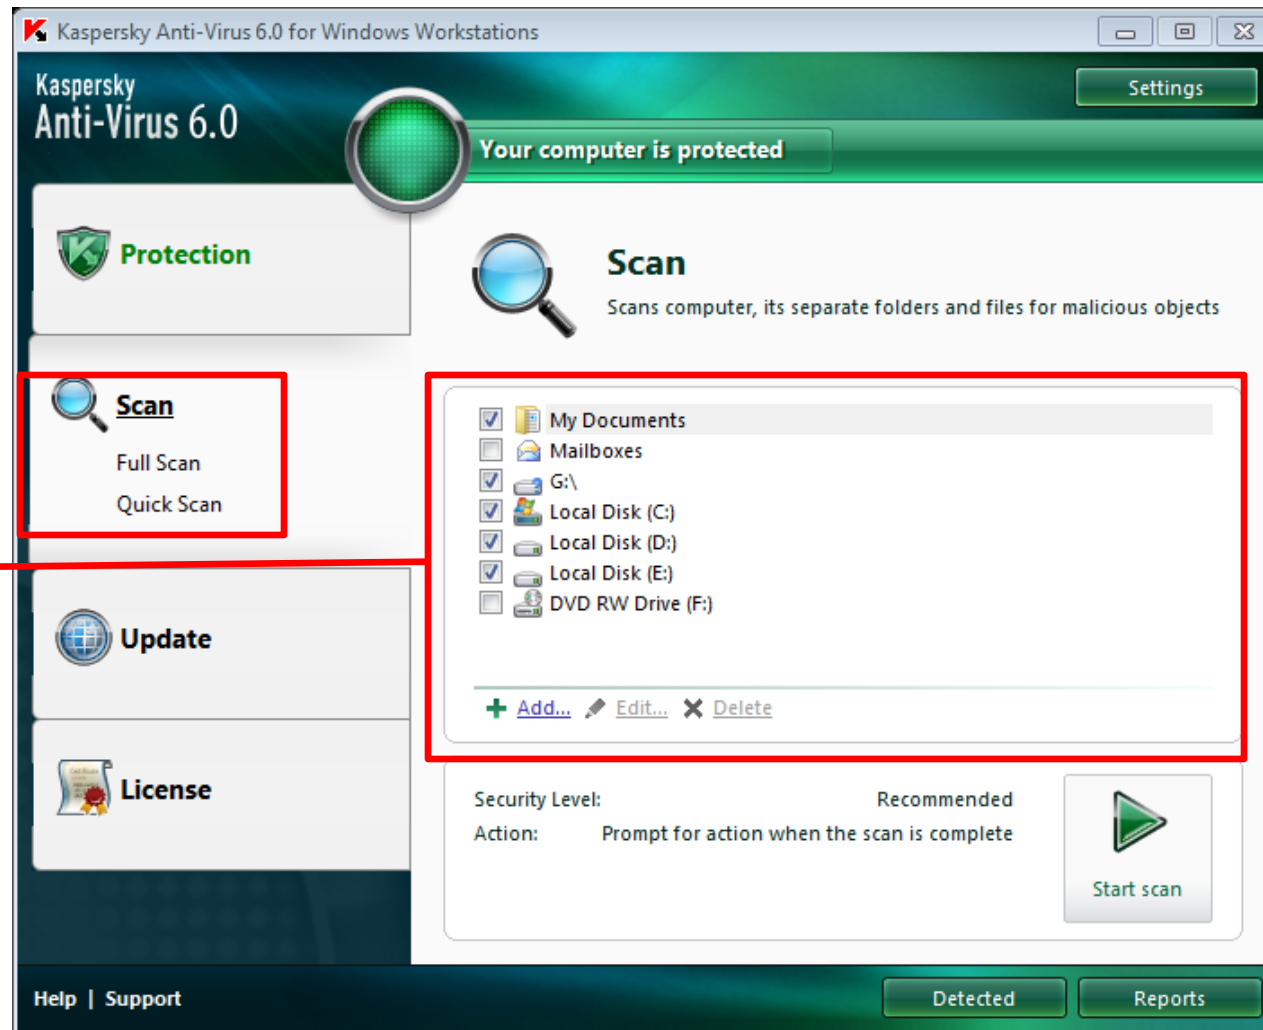 Kaspersky Anti-Virus 6.0 for Windows Workstations
Kaspersky
Anti-Virus 6.0
Settings
Your computer is protected
Protection
Scan
Full Scan
Quick Scan
Update
License
Scan
Scans computer, its separate folders and files for malicious objects
My Documents
Mailboxes
G:\
Local Disk (C:)
Local Disk (D:)
Local Disk (E:)
DVD RW Drive (F:)
Add... Edit... Delete
Security Level: Recommended
Action: Prompt for action when the scan is complete
Start scan
Help | Support
Detected
Reports